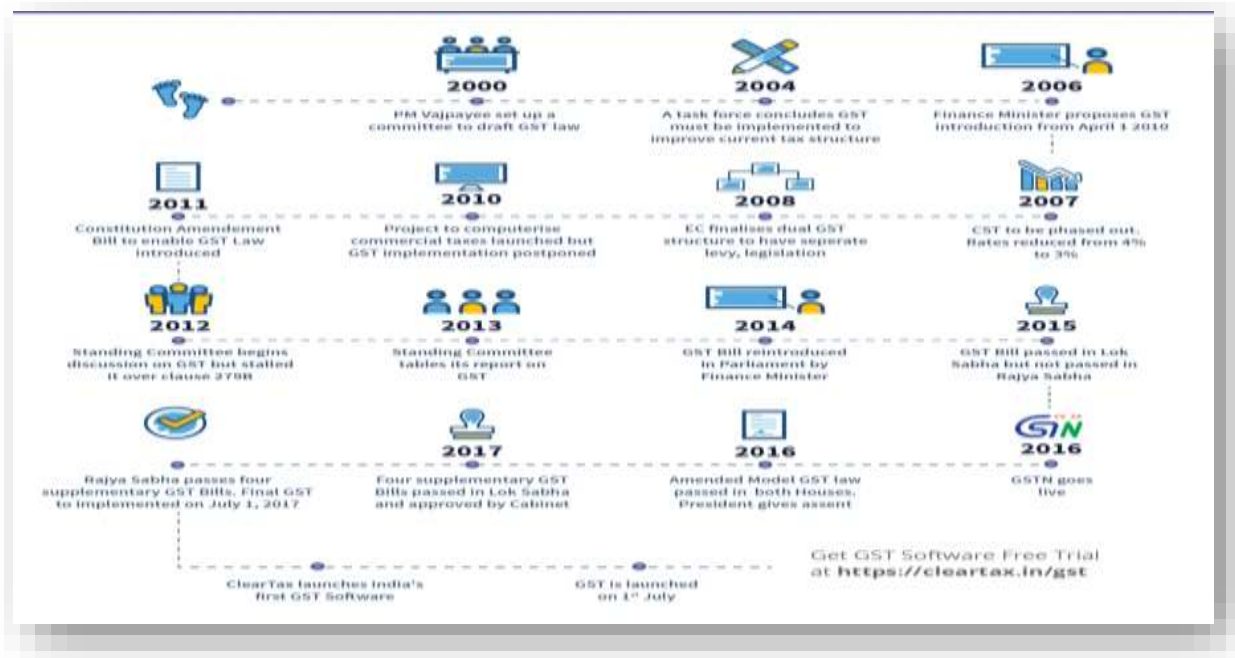 2000
PM Vajpayee set up a
committee to draft GST law
2004
A task force concludes GST
must be implemented to
improve current tax structure
2006
Finance Minister proposes GST
introduction from April 1 2010
2011
Constitution Amendement
Bill to enable GST Law
introduced
2010
Project to computerise
commercial taxes launched but
GST implementation postponed
2008
EC finalises dual GST
structure to have seperate
levy, legislation
2007
CST to be phased out.
Rates reduced from 4%
to 3%
2012
Standing Committee begins
discussion on GST but stalled
it over clause 279B
2013
Standing Committee
tables its report on
GST
2014
GST Bill reintroduced
in Parliament by
Finance Minister
2015
GST Bill passed in Lok
Sabha but not passed in
Rajya Sabha
Rajya Sabha passes four
supplementary GST Bills. Final GST
to implemented on July 1, 2017
2017
Four supplementary GST
Bills passed in Lok Sabha
and approved by Cabinet
2016
Amended Model GST law
passed in both Houses.
President gives assent
GSTN
2016
GSTN goes
live
ClearTax launches India's
first GST Software
GST is launched
on 1st July
Get GST Software Free Trial
at https://cleartax.in/gst